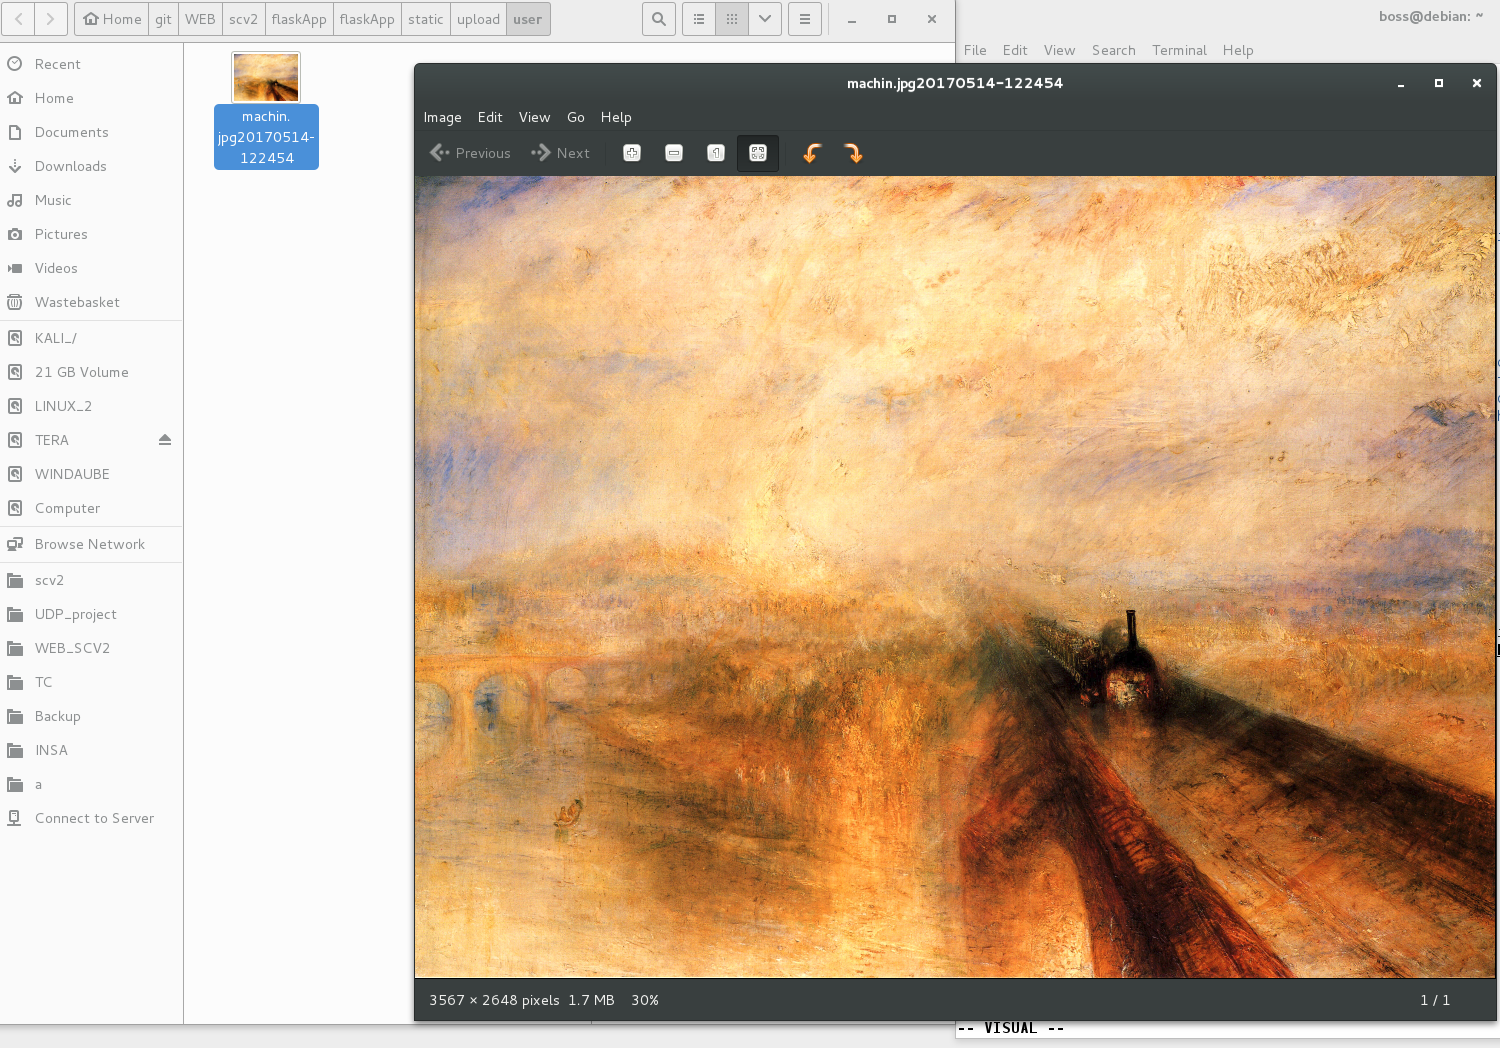 Home git WEB scv2 flaskApp flaskApp static upload user
boss@debian: ~
File Edit View Search Terminal Help
Recent
Home
Documents
Downloads
Music
Pictures
Videos
Wastebasket
KALI_/
21 GB Volume
LINUX_2
TERA
WINDAUBE
Computer
Browse Network
scv2
UDP_project
WEB_SCV2
TC
Backup
INSA
a
Connect to Server
machin.
jpg20170514-
122454
machin.jpg20170514-122454
Image Edit View Go Help
Previous Next
3567 × 2648 pixels 1.7 MB 30%
1 / 1
-- VISUAL --